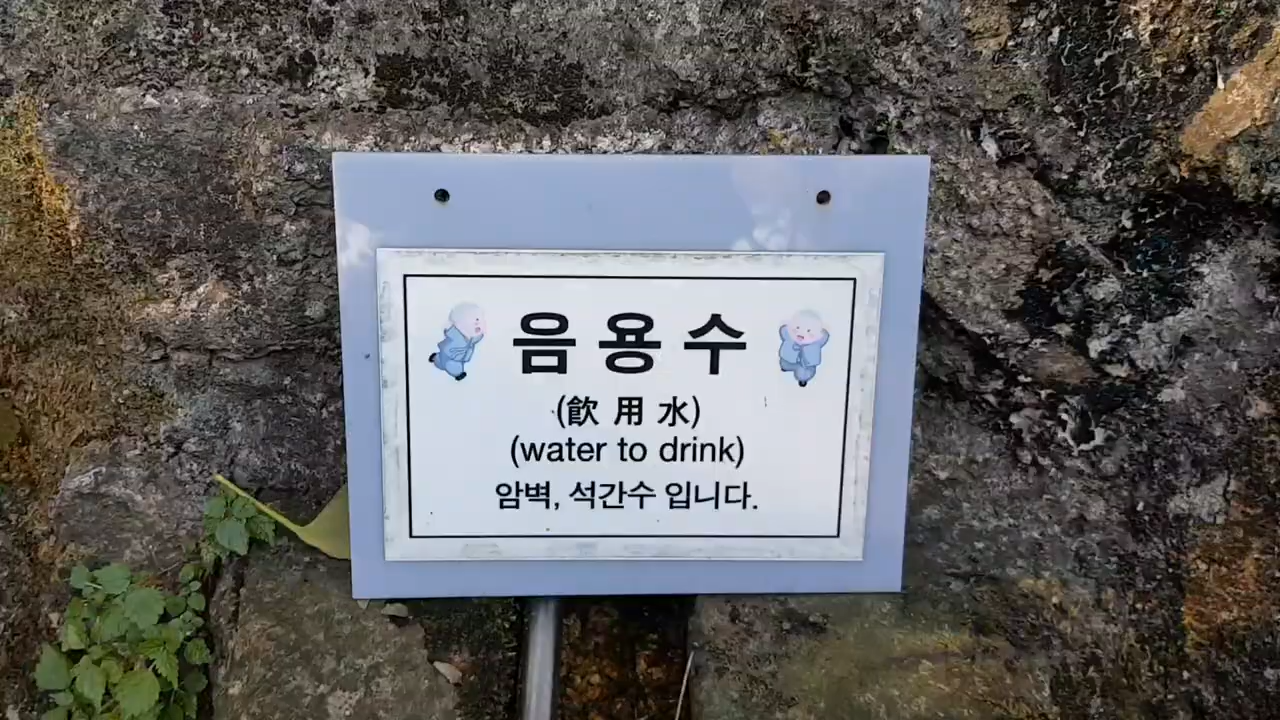 음용수
(飮用水)
(water to drink)
암벽, 석간수 입니다.